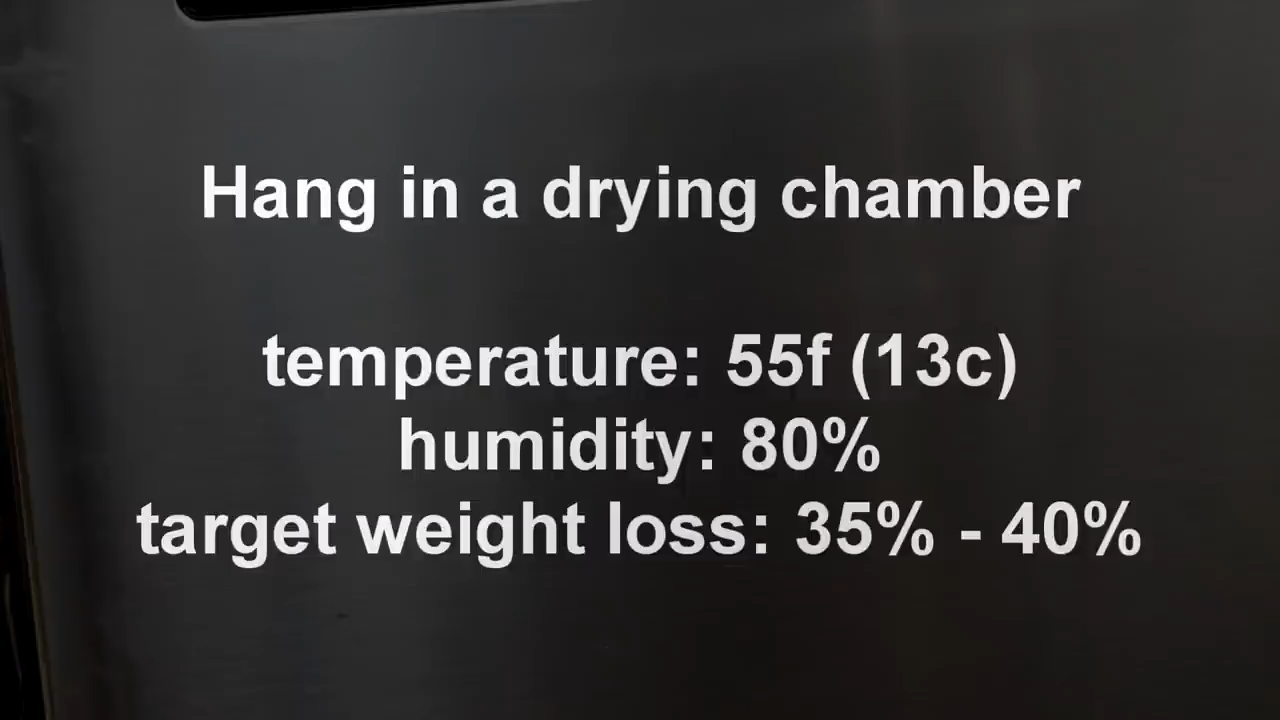 Hang in a drying chamber
temperature: 55f (13c)
humidity: 80%
target weight loss: 35% - 40%